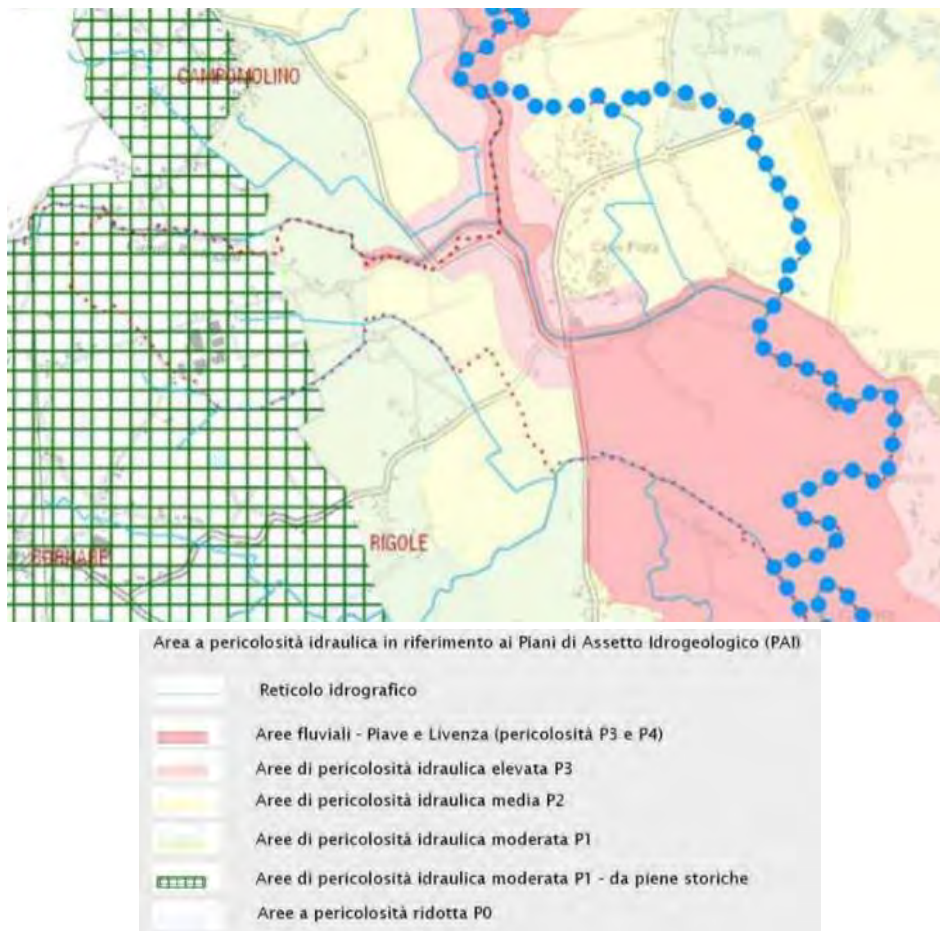 CAMPOMOLINO
RIGOLE
Area a pericolosità idraulica in riferimento ai Piani di Assetto Idrogeologico (PAI)
Reticolo idrografico
Aree fluviali - Piave e Livenza (pericolosità P3 e P4)
Aree di pericolosità idraulica elevata P3
Aree di pericolosità idraulica media P2
Aree di pericolosità idraulica moderata P1
Aree di pericolosità idraulica moderata P1 - da piene storiche
Aree a pericolosità ridotta P0